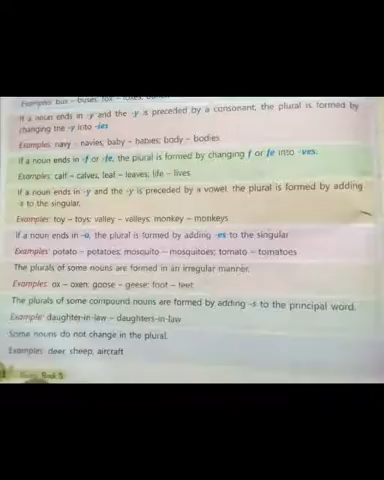 Examples: bus – buses; fox – foxes;
If a noun ends in -y and the -y is preceded by a consonant, the plural is formed by
changing the -y into -ies
Examples: navy – navies; baby – babies; body – bodies
If a noun ends in -f or -fe, the plural is formed by changing f or fe into -ves.
Examples: calf – calves, leaf – leaves; life – lives
If a noun ends in -y and the -y is preceded by a vowel the plural is formed by adding
-s to the singular.
Examples: toy – toys; valley – valleys; monkey – monkeys
If a noun ends in -o, the plural is formed by adding -es to the singular
Examples: potato – potatoes; mosquito – mosquitoes; tomato – tomatoes
The plurals of some nouns are formed in an irregular manner.
Examples: ox – oxen; goose – geese; foot – feet
The plurals of some compound nouns are formed by adding -s to the principal word.
Example: daughter-in-law – daughters-in-law
Some nouns do not change in the plural.
Examples: deer, sheep, aircraft
Book 5